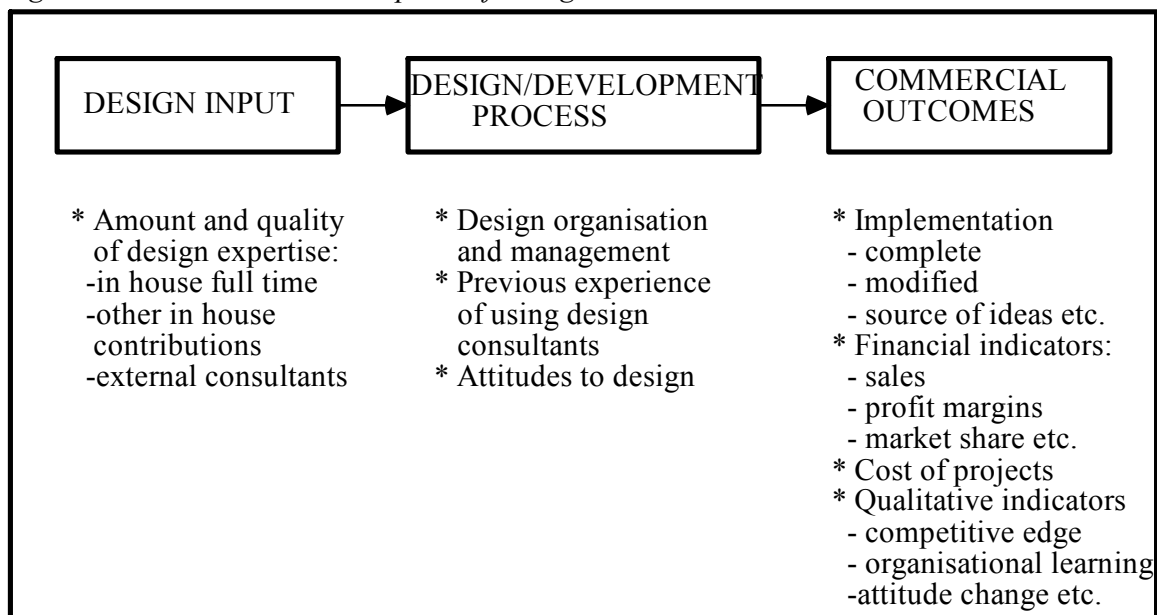 DESIGN INPUT
DESIGN/DEVELOPMENT
PROCESS
COMMERCIAL
OUTCOMES
* Amount and quality
of design expertise:
-in house full time
-other in house
contributions
-external consultants
* Design organisation
and management
* Previous experience
of using design
consultants
* Attitudes to design
* Implementation
- complete
- modified
- source of ideas etc.
* Financial indicators:
- sales
- profit margins
- market share etc.
* Cost of projects
* Qualitative indicators
- competitive edge
- organisational learning
-attitude change etc.